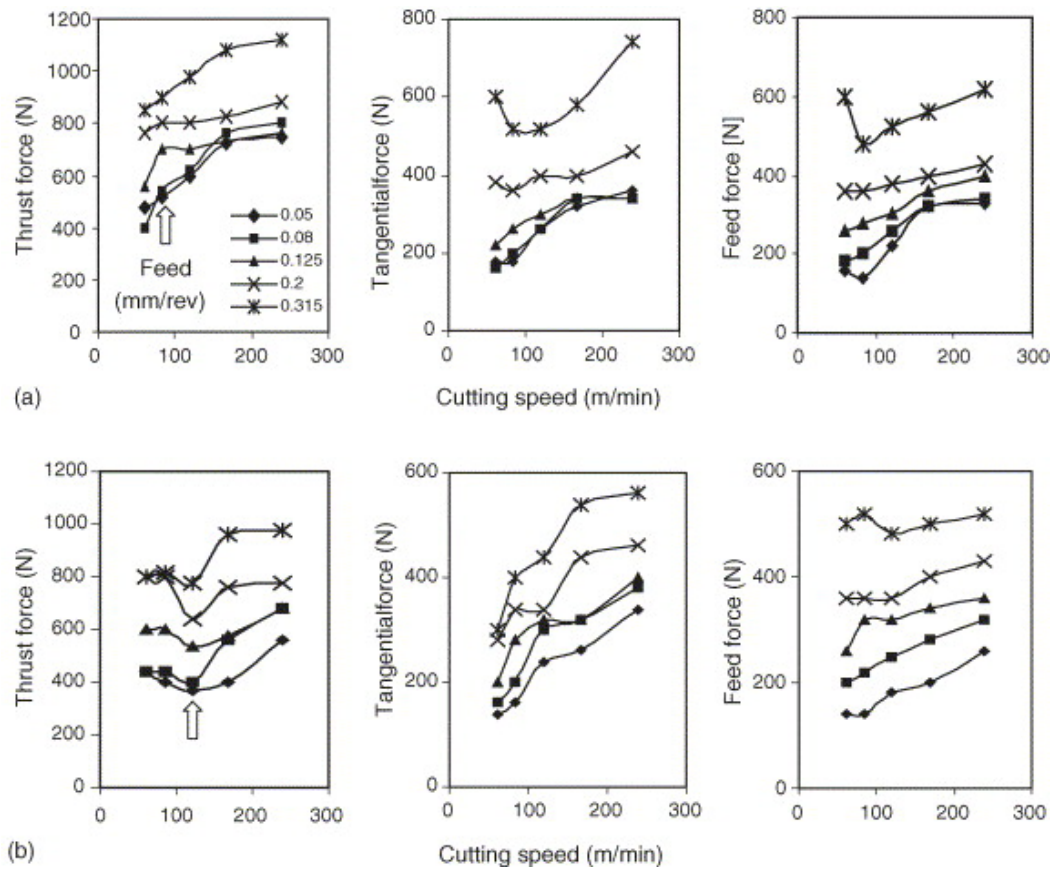 1200
1000
800
600
400
200
0
Thrust force (N)
0.05
0.08
0.125
0.2
0.315
Feed
(mm/rev)
0 100 200 300
800
600
400
200
0
Tangentialforce (N)
0 100 200 300
800
600
400
200
0
Feed force [N]
0 100 200 300
(a)
Cutting speed (m/min)
1200
1000
800
600
400
200
0
Thrust force (N)
0 100 200 300
600
400
200
0
Tangentialforce (N)
0 100 200 300
600
400
200
0
Feed force (N)
0 100 200 300
(b)
Cutting speed (m/min)